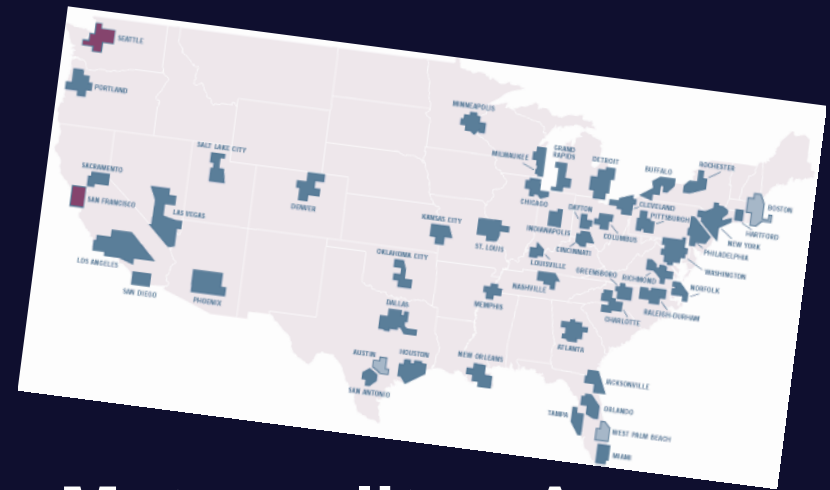 SEATTLE
PORTLAND
MINNEAPOLIS
SALT LAKE CITY
SACRAMENTO
SAN FRANCISCO
LAS VEGAS
DENVER
LOS ANGELES
SAN DIEGO
PHOENIX
KANSAS CITY
ST. LOUIS
OKLAHOMA CITY
DALLAS
AUSTIN
HOUSTON
SAN ANTONIO
NEW ORLEANS
MEMPHIS
NASHVILLE
MILWAUKEE
GRAND
RAPIDS
DETROIT
CHICAGO
DAYTON
INDIANAPOLIS
CINCINNATI
LOUISVILLE
COLUMBUS
CLEVELAND
PITTSBURGH
BUFFALO
ROCHESTER
BOSTON
HARTFORD
NEW YORK
PHILADELPHIA
WASHINGTON
RICHMOND
NORFOLK
GREENSBORO
RALEIGH-DURHAM
CHARLOTTE
ATLANTA
JACKSONVILLE
ORLANDO
TAMPA
WEST PALM BEACH
MIAMI